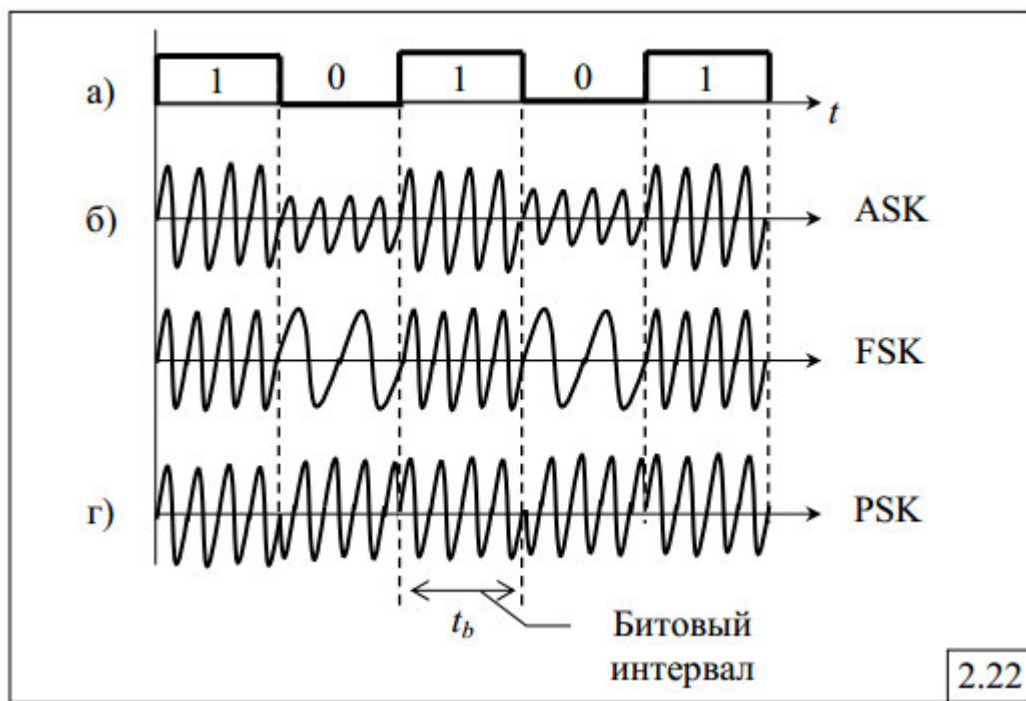 а) 1 0 1 0 1
t
б) ASK
FSK
г) PSK
t_b Битовый
интервал
2.22